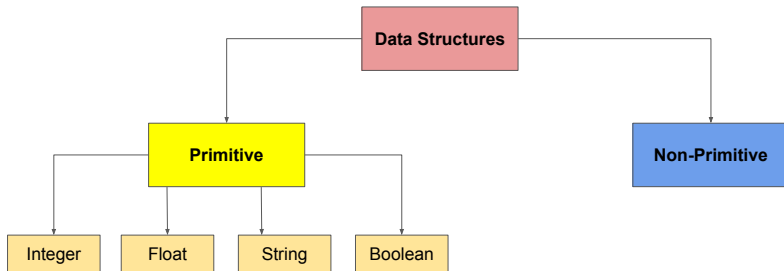 Data Structures
Primitive
Non-Primitive
Integer
Float
String
Boolean